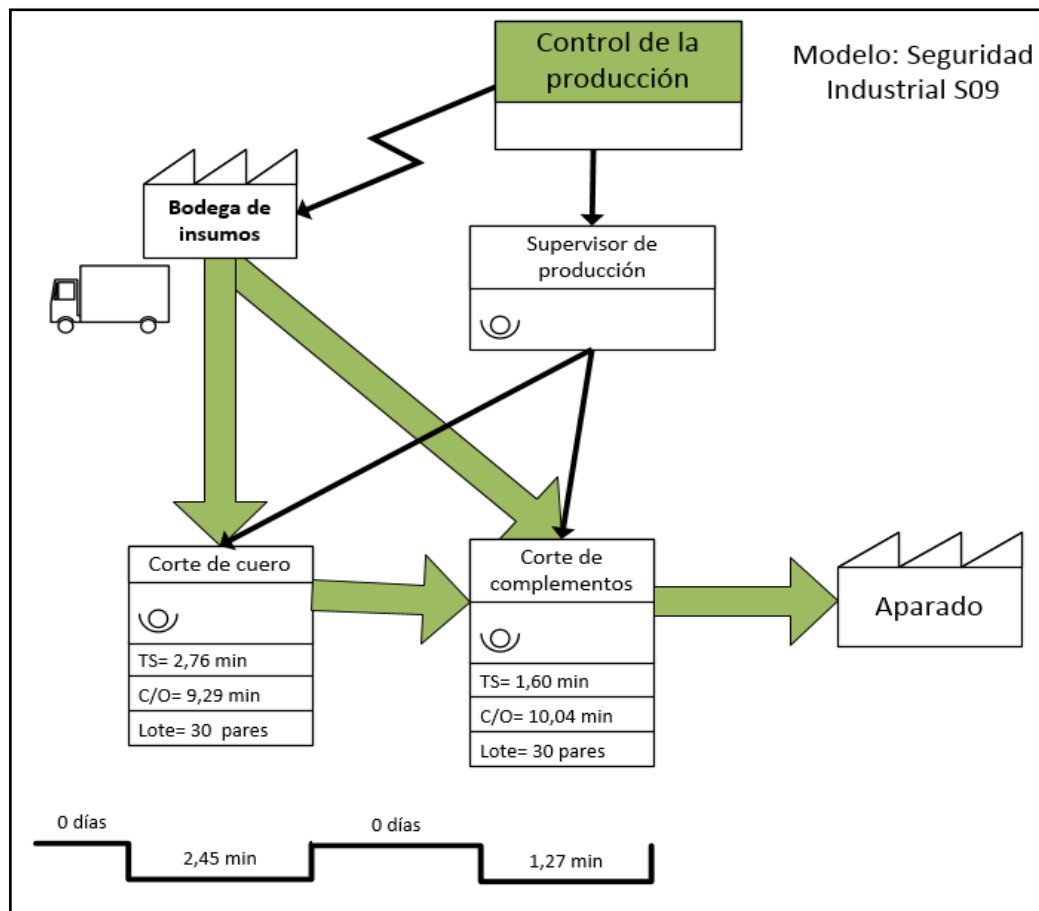 Control de la
producción
Modelo: Seguridad
Industrial S09
Bodega de
insumos
Supervisor de
producción
Corte de cuero
TS= 2,76 min
C/O= 9,29 min
Lote= 30 pares
Corte de
complementos
TS= 1,60 min
C/O= 10,04 min
Lote= 30 pares
Aparado
0 días
2,45 min
0 días
1,27 min